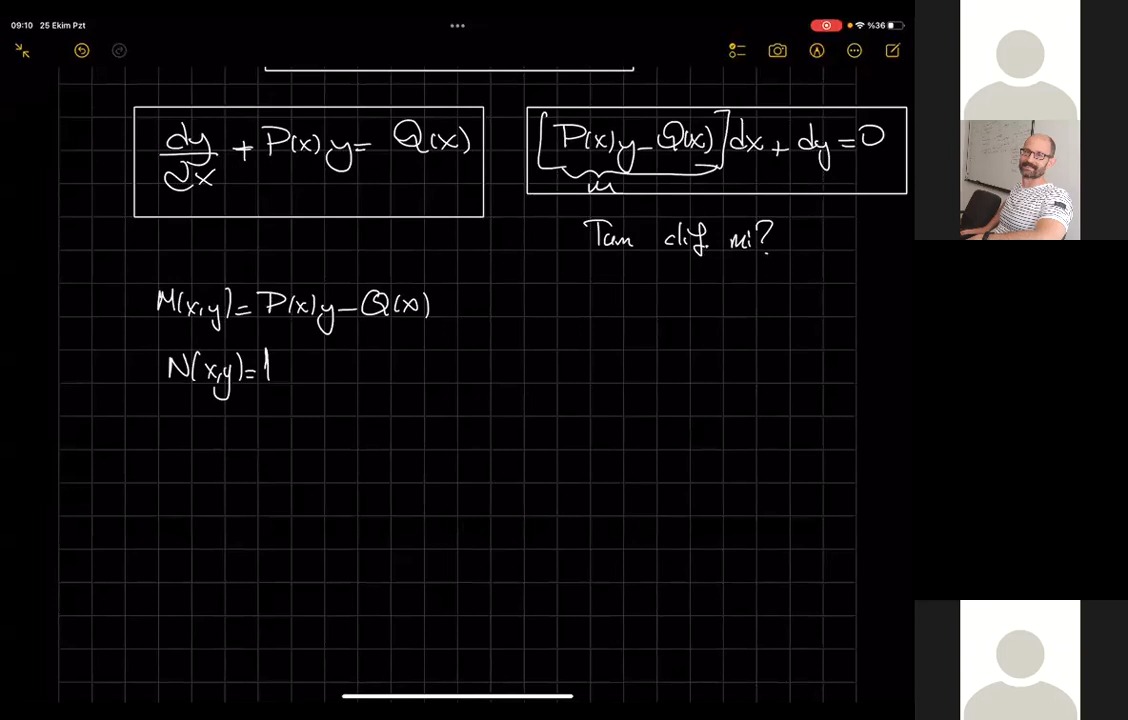 09:10 25 Ekim Pzt %36
dy/dx + P(x)y = Q(x)
[P(x)y - Q(x)]dx + dy = 0
M
Tam dif. mi?
M(x,y) = P(x)y - Q(x)
N(x,y) = 1